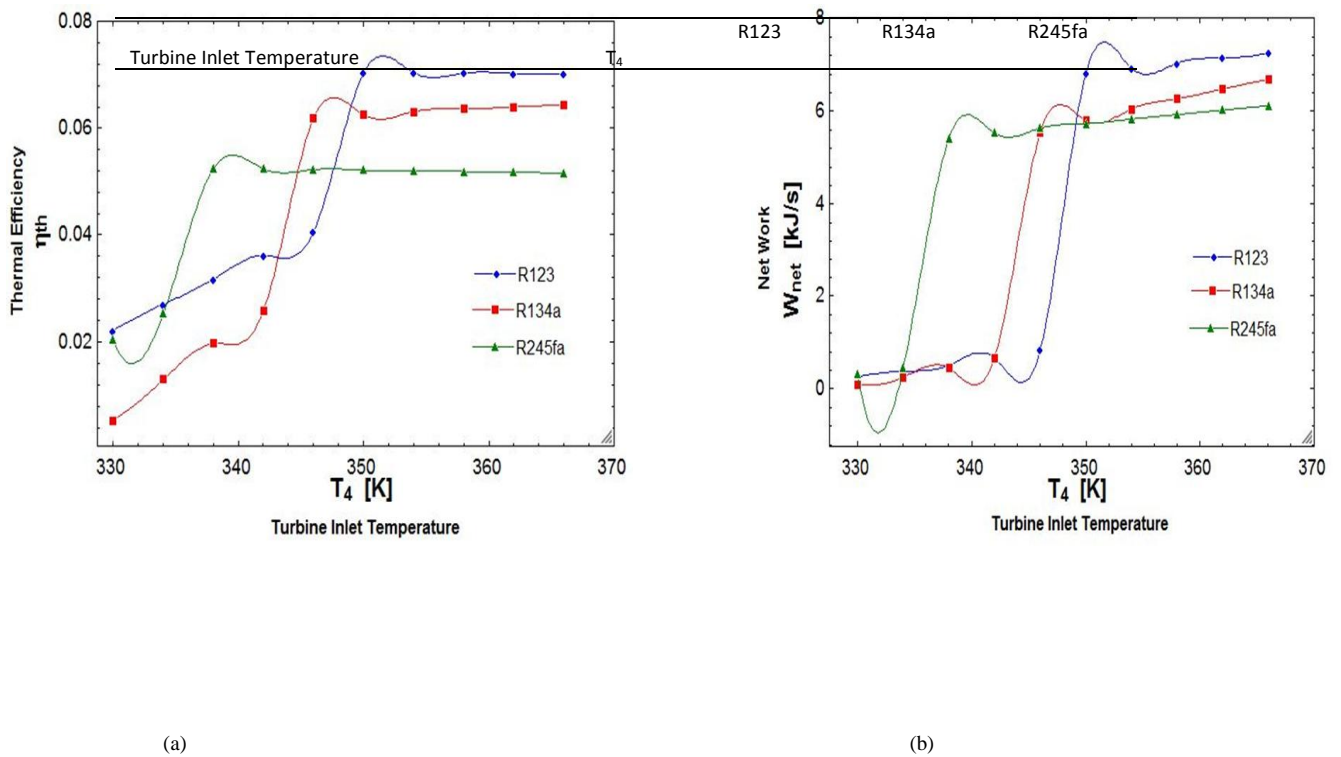 R123 R134a R245fa
Turbine Inlet Temperature T4
0.08
0.06
0.04
0.02
Thermal Efficiency
ηth
R123
R134a
R245fa
330 340 350 360 370
T4 [K]
Turbine Inlet Temperature
8
6
4
2
0
Net Work
Wnet [kJ/s]
R123
R134a
R245fa
330 340 350 360 370
T4 [K]
Turbine Inlet Temperature
(a) (b)